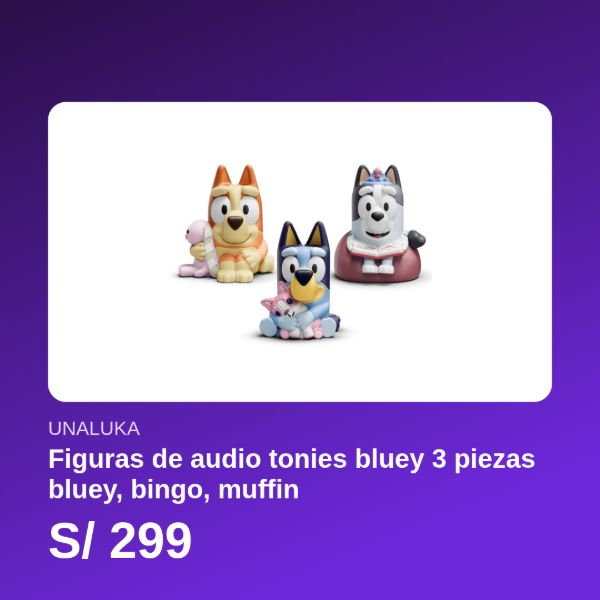 UNALUKA
Figuras de audio tonies bluey 3 piezas
bluey, bingo, muffin
S/ 299